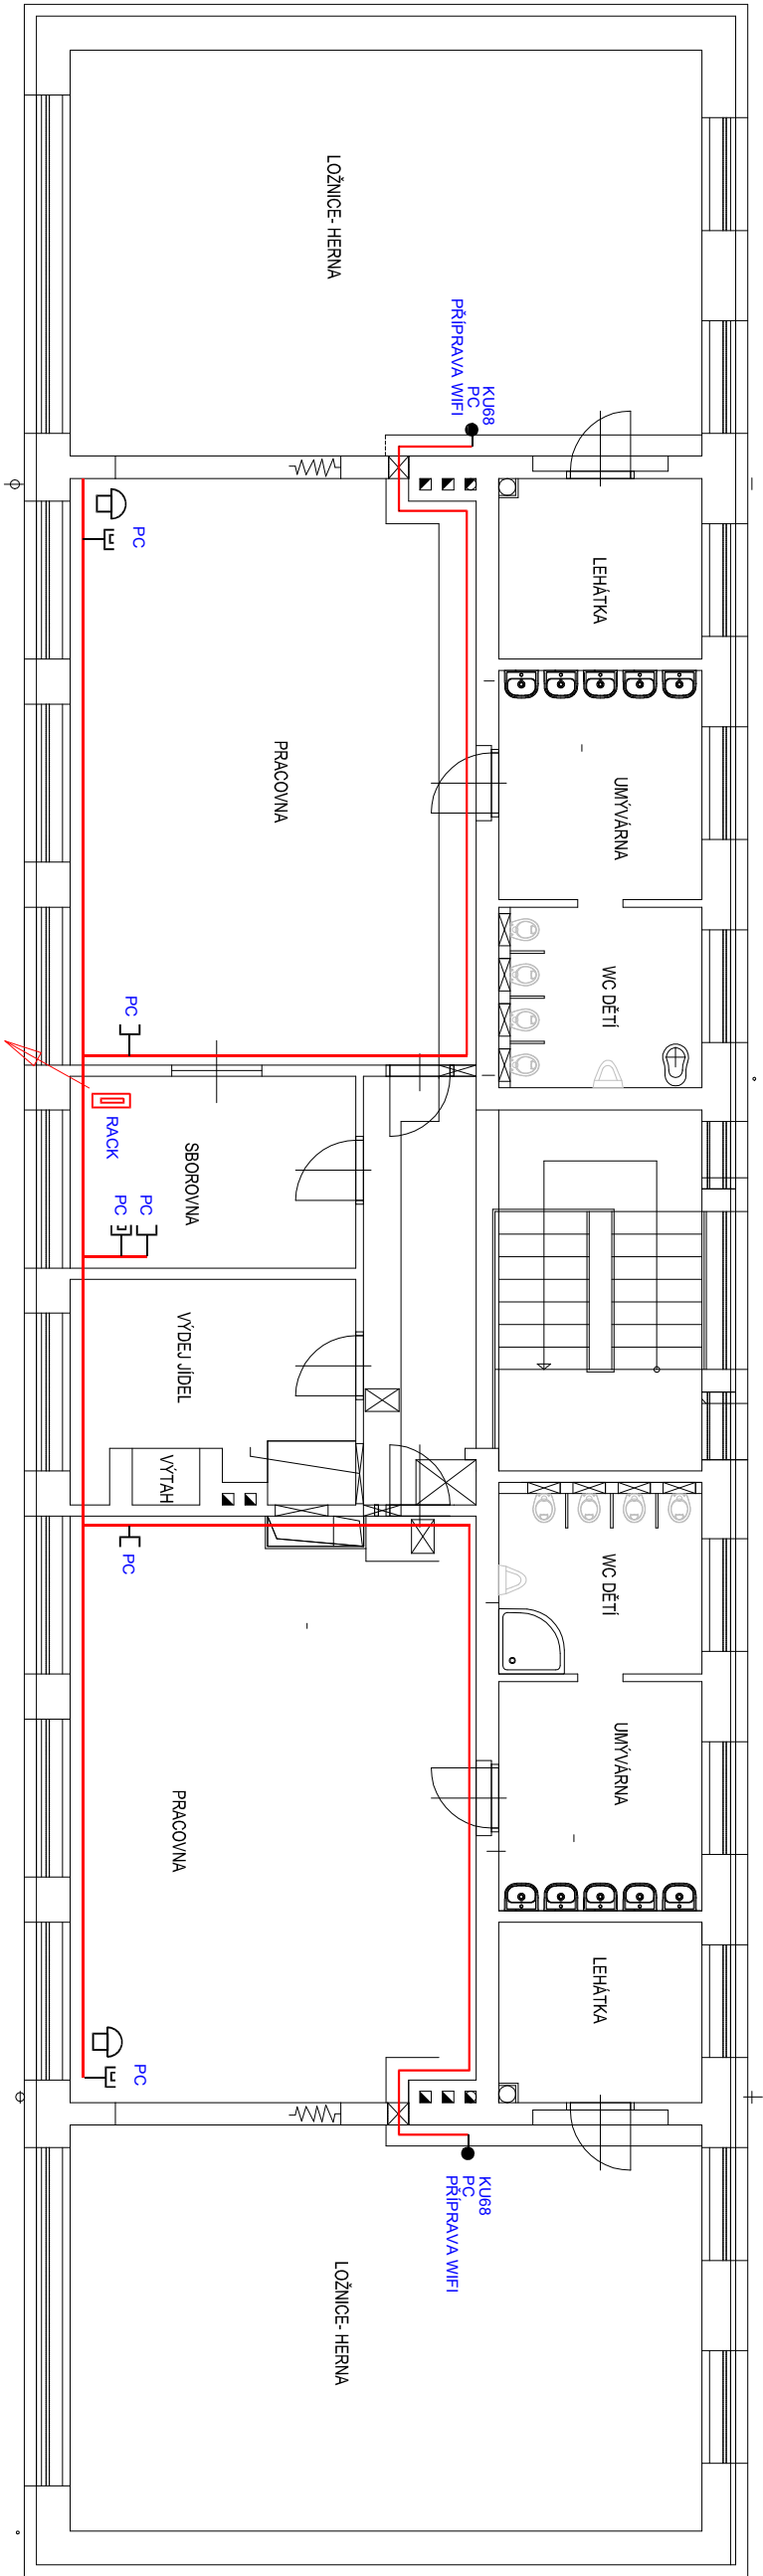 LOŽNICE- HERNA
KU68
PC
PŘÍPRAVA WIFI
LEHÁTKA
PC
PRACOVNA
UMÝVÁRNA
WC DĚTÍ
PC
RACK
SBOROVNA
PC
PC
VÝDEJ JÍDEL
VÝTAH
PC
WC DĚTÍ
UMÝVÁRNA
PRACOVNA
LEHÁTKA
PC
KU68
PC
PŘÍPRAVA WIFI
LOŽNICE- HERNA